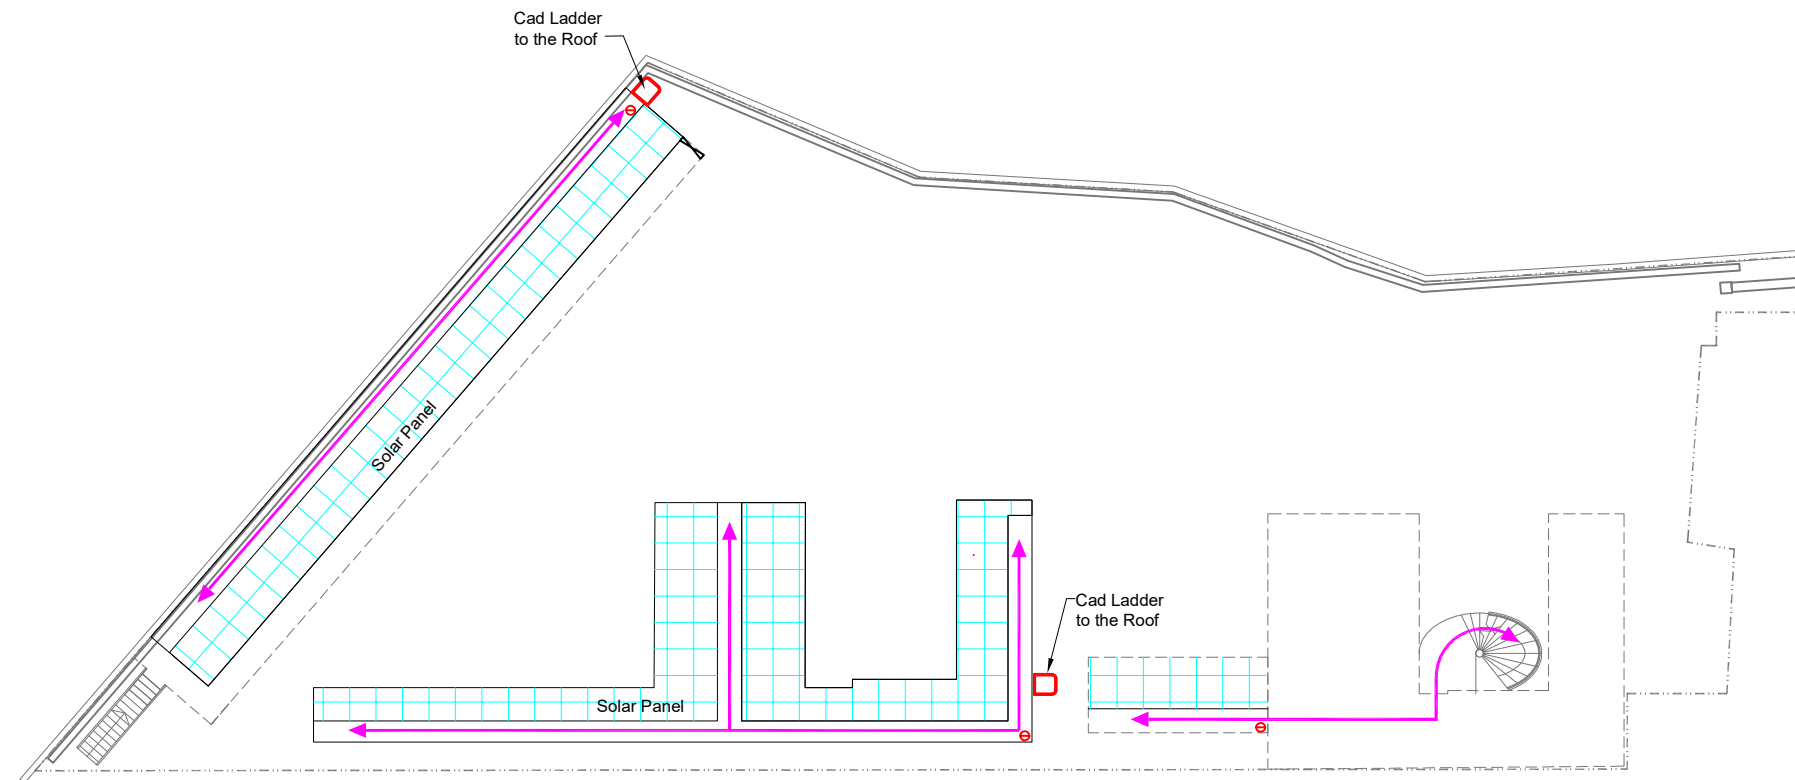 Cad Ladder
to the Roof
Solar Panel
Cad Ladder
to the Roof
Solar Panel